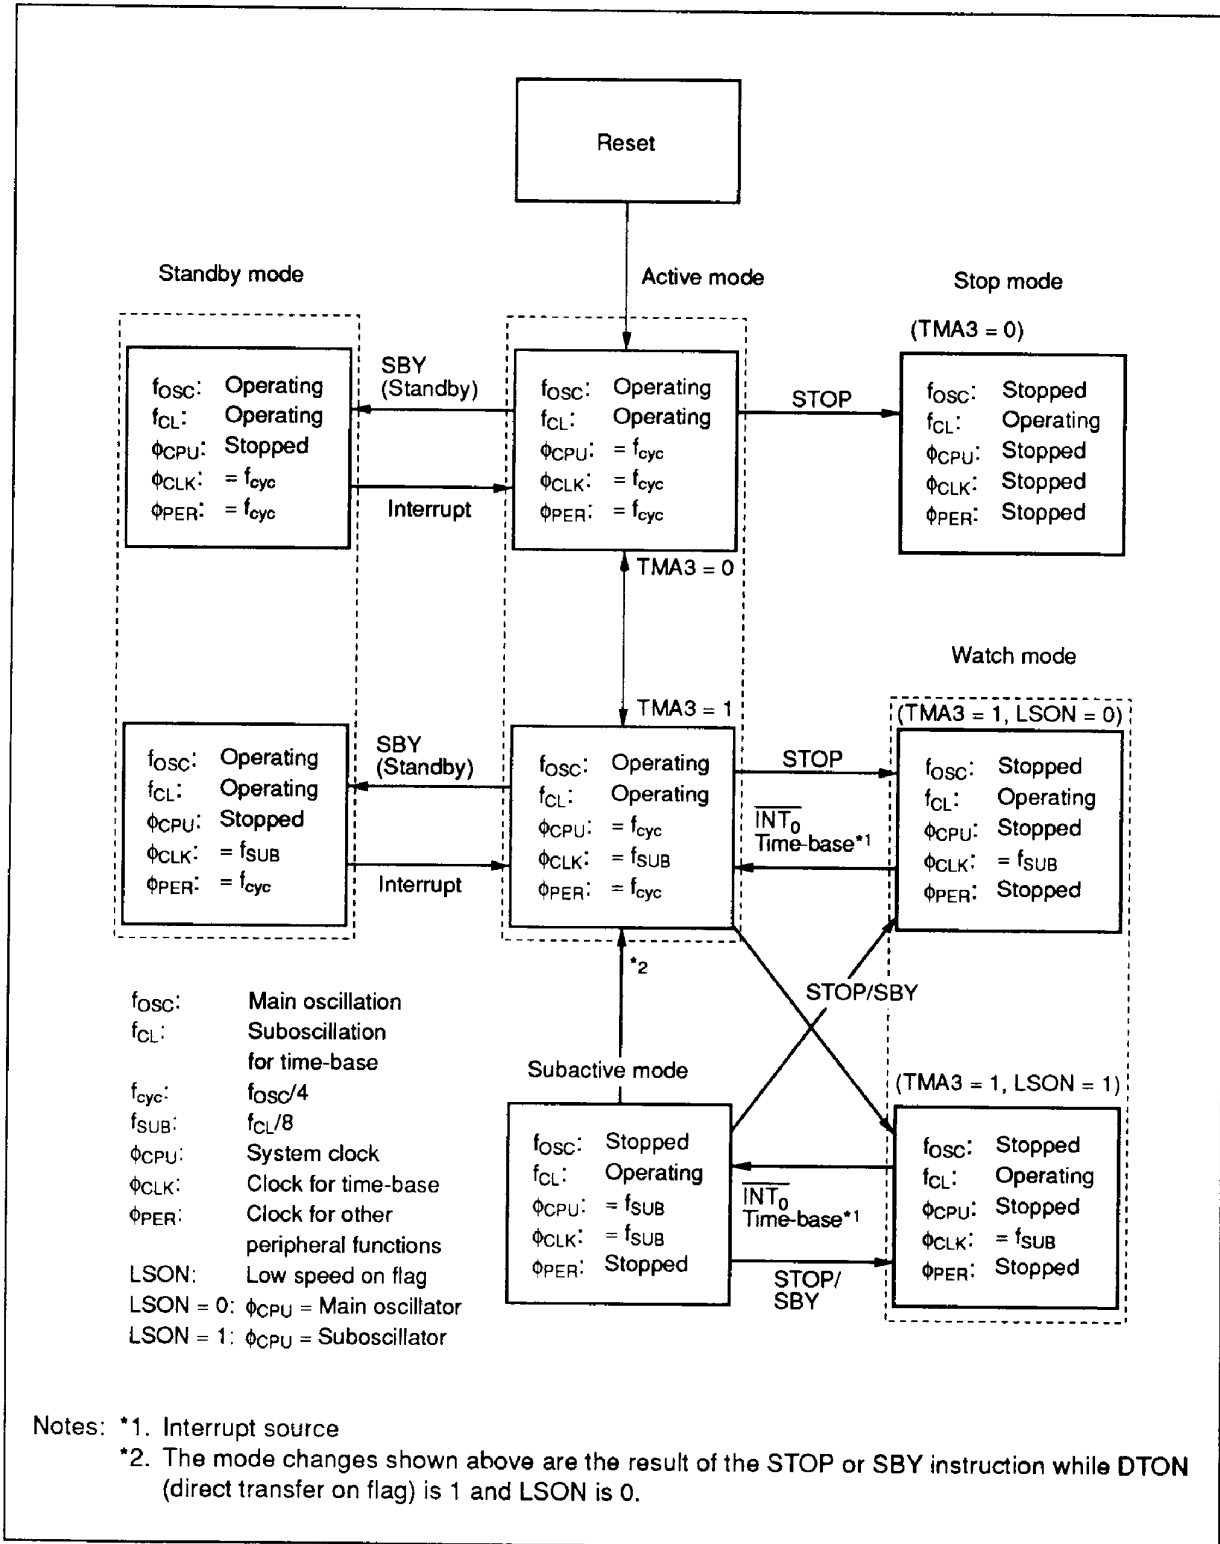 Reset
Standby mode
Active mode
Stop mode
(TMA3 = 0)
fOSC: Operating
fCL: Operating
ϕCPU: Stopped
ϕCLK: = fcyc
ϕPER: = fcyc
SBY
(Standby)
Interrupt
fOSC: Operating
fCL: Operating
ϕCPU: = fcyc
ϕCLK: = fcyc
ϕPER: = fcyc
STOP
fOSC: Stopped
fCL: Operating
ϕCPU: Stopped
ϕCLK: Stopped
ϕPER: Stopped
TMA3 = 0
TMA3 = 1
Watch mode
(TMA3 = 1, LSON = 0)
fOSC: Operating
fCL: Operating
ϕCPU: Stopped
ϕCLK: = fSUB
ϕPER: = fcyc
SBY
(Standby)
Interrupt
fOSC: Operating
fCL: Operating
ϕCPU: = fcyc
ϕCLK: = fSUB
ϕPER: = fcyc
STOP
I̅N̅T̅0̅
Time-base*1
fOSC: Stopped
fCL: Operating
ϕCPU: Stopped
ϕCLK: = fSUB
ϕPER: Stopped
*2
STOP/SBY
Subactive mode
(TMA3 = 1, LSON = 1)
fOSC: Stopped
fCL: Operating
ϕCPU: = fSUB
ϕCLK: = fSUB
ϕPER: Stopped
I̅N̅T̅0̅
Time-base*1
STOP/
SBY
fOSC: Stopped
fCL: Operating
ϕCPU: Stopped
ϕCLK: = fSUB
ϕPER: Stopped
fOSC: Main oscillation
fCL: Suboscillation
for time-base
fcyc: fOSC/4
fSUB: fCL/8
ϕCPU: System clock
ϕCLK: Clock for time-base
ϕPER: Clock for other
peripheral functions
LSON: Low speed on flag
LSON = 0: ϕCPU = Main oscillator
LSON = 1: ϕCPU = Suboscillator
Notes: *1. Interrupt source
*2. The mode changes shown above are the result of the STOP or SBY instruction while DTON
(direct transfer on flag) is 1 and LSON is 0.